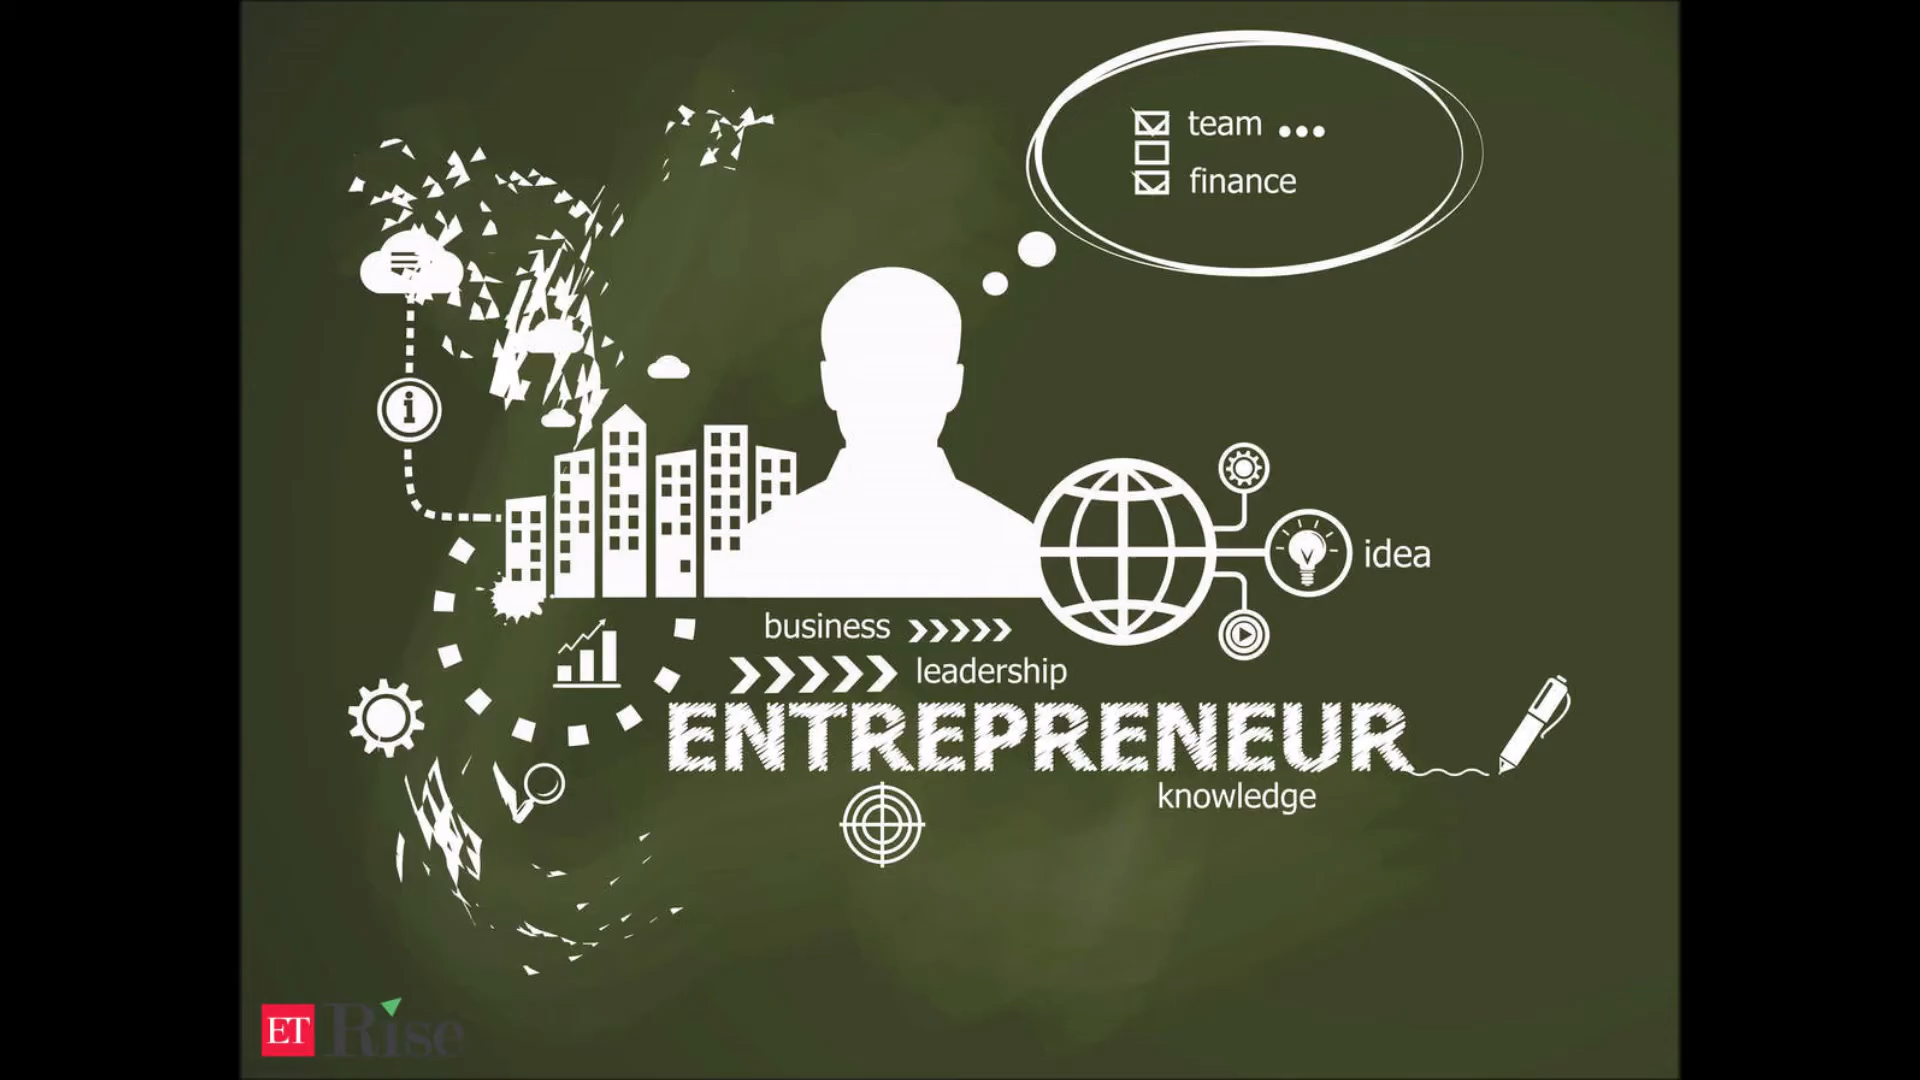 team ...
finance
i
idea
business
leadership
ENTREPRENEUR
knowledge
ET Rise